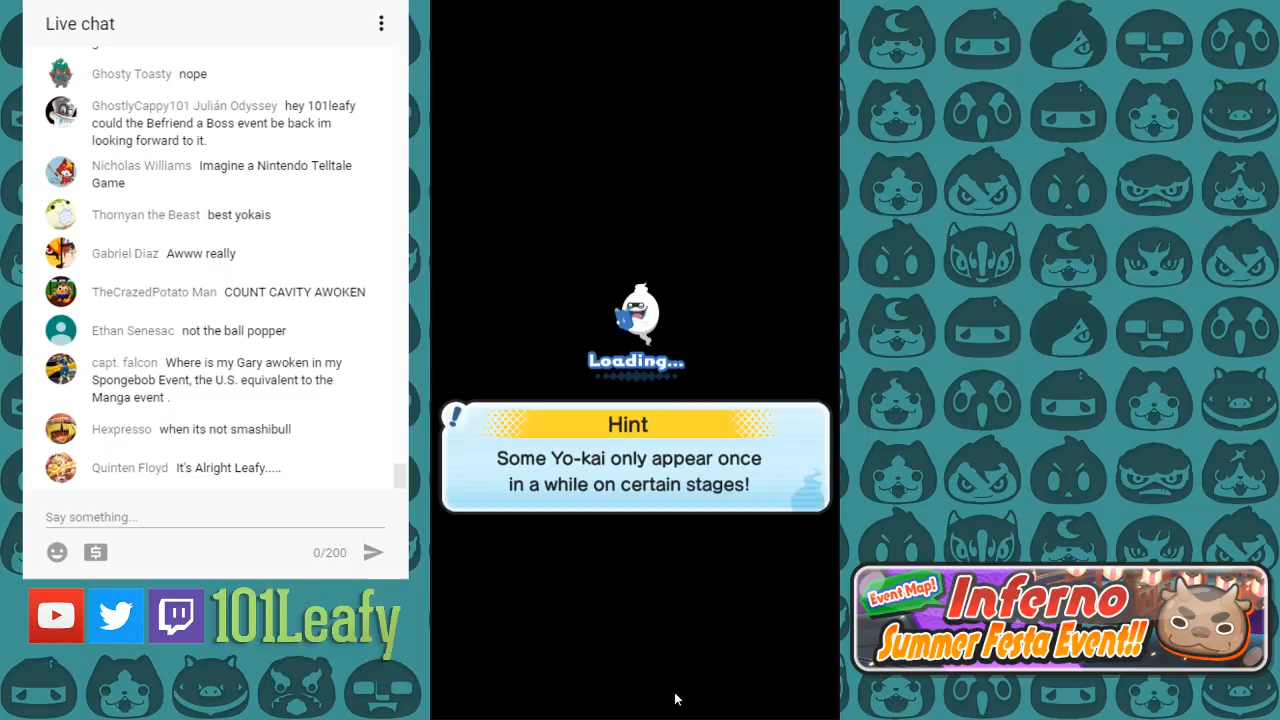 Live chat
Ghosty Toasty nope
GhostlyCappy101 Julián Odyssey hey 101leafy
could the Befriend a Boss event be back im
looking forward to it.
Nicholas Williams Imagine a Nintendo Telltale
Game
Thornyan the Beast best yokais
Gabriel Diaz Awww really
TheCrazedPotato Man COUNT CAVITY AWOKEN
Ethan Senesac not the ball popper
capt. falcon Where is my Gary awoken in my
Spongebob Event, the U.S. equivalent to the
Manga event .
Hexpresso when its not smashibull
Quinten Floyd It's Alright Leafy.....
Say something...
0/200
101Leafy
Loading...
Hint
Some Yo-kai only appear once
in a while on certain stages!
Event Map!
Inferno
Summer Festa Event!!